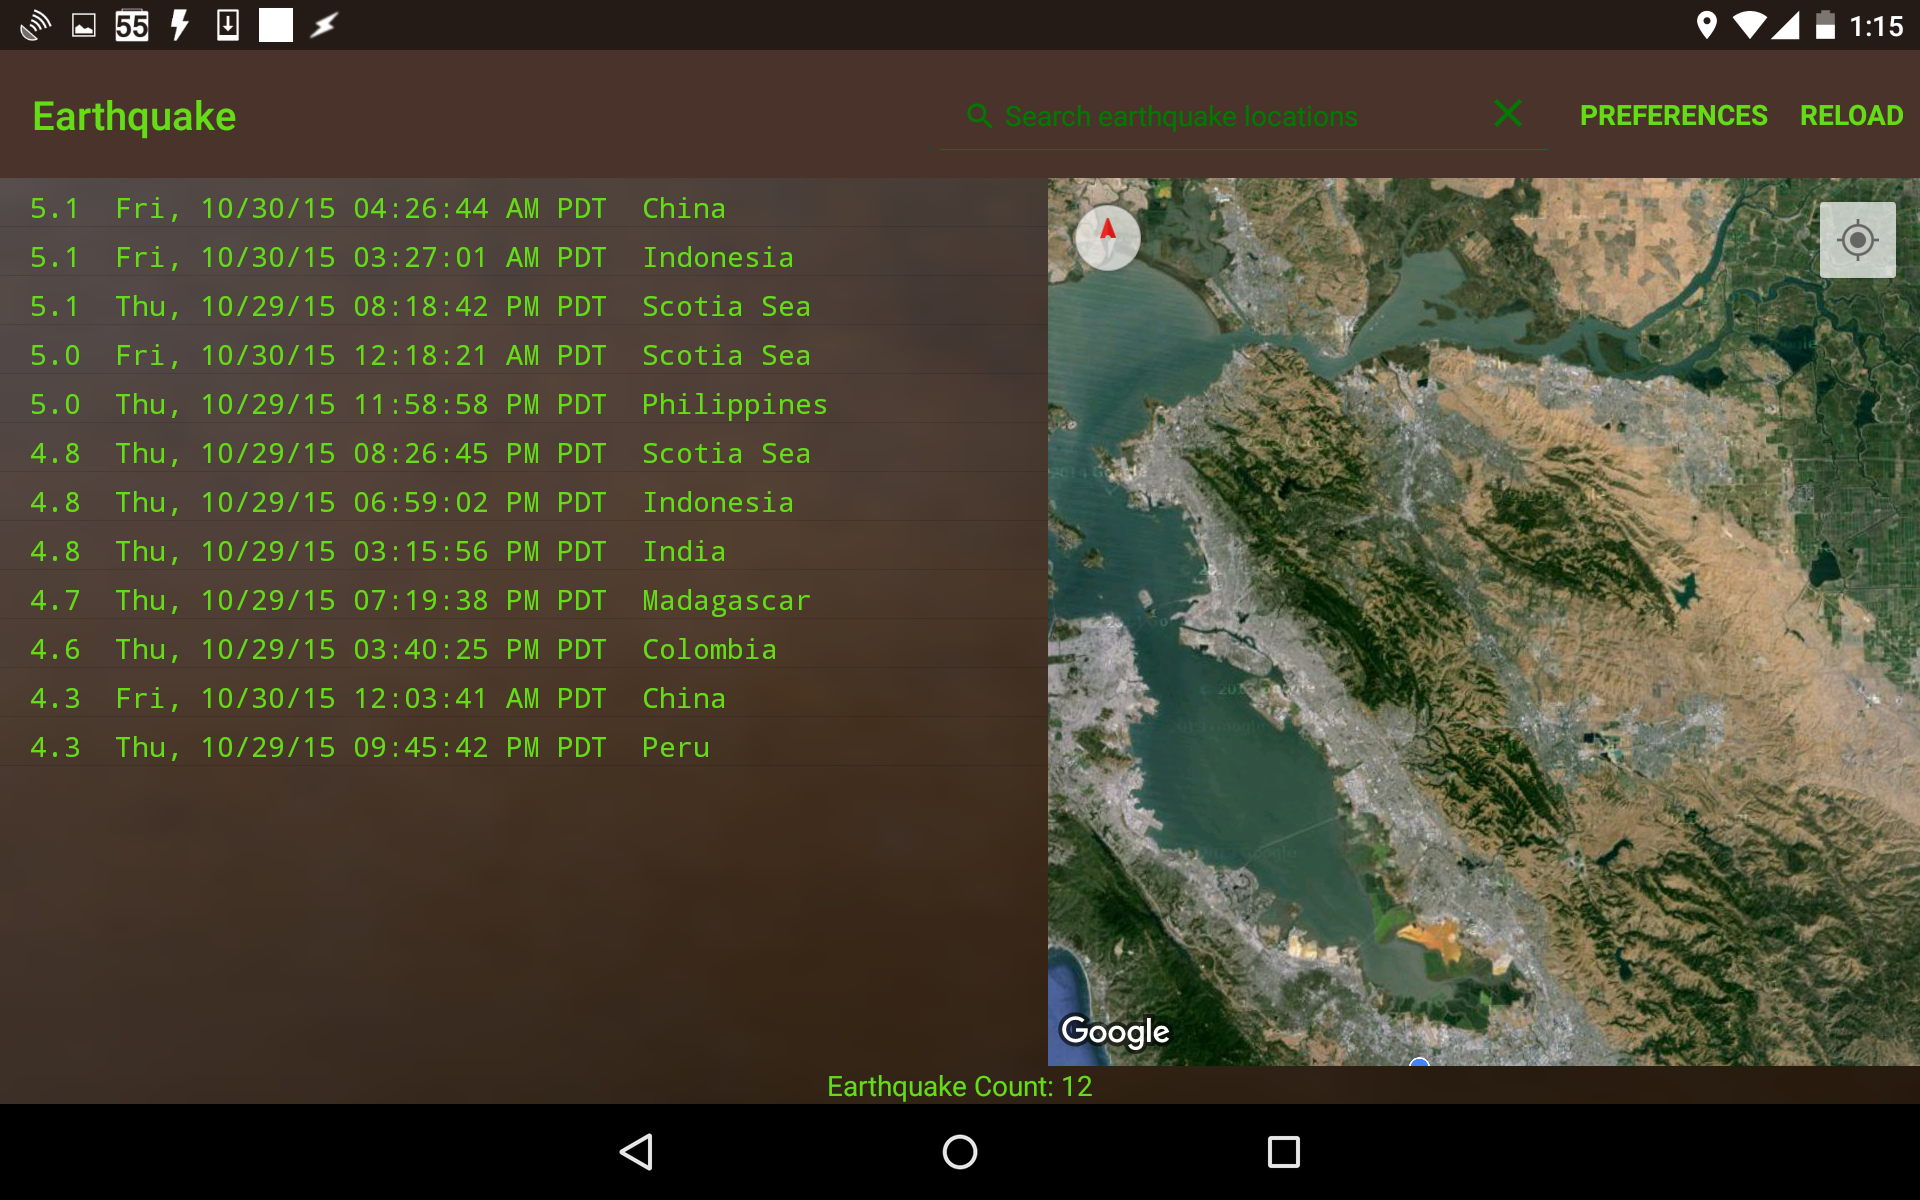 55
1:15
Earthquake
Search earthquake locations
PREFERENCES
RELOAD
5.1 Fri, 10/30/15 04:26:44 AM PDT China
5.1 Fri, 10/30/15 03:27:01 AM PDT Indonesia
5.1 Thu, 10/29/15 08:18:42 PM PDT Scotia Sea
5.0 Fri, 10/30/15 12:18:21 AM PDT Scotia Sea
5.0 Thu, 10/29/15 11:58:58 PM PDT Philippines
4.8 Thu, 10/29/15 08:26:45 PM PDT Scotia Sea
4.8 Thu, 10/29/15 06:59:02 PM PDT Indonesia
4.8 Thu, 10/29/15 03:15:56 PM PDT India
4.7 Thu, 10/29/15 07:19:38 PM PDT Madagascar
4.6 Thu, 10/29/15 03:40:25 PM PDT Colombia
4.3 Fri, 10/30/15 12:03:41 AM PDT China
4.3 Thu, 10/29/15 09:45:42 PM PDT Peru
Google
Earthquake Count: 12